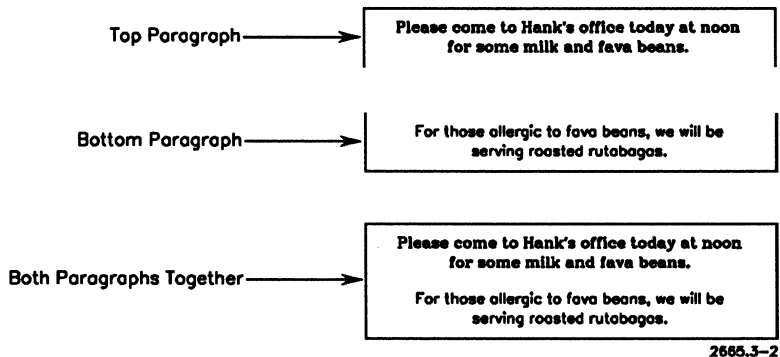 Top Paragraph
Please come to Hank's office today at noon
for some milk and fava beans.
Bottom Paragraph
For those allergic to fava beans, we will be
serving roasted rutabagas.
Both Paragraphs Together
Please come to Hank's office today at noon
for some milk and fava beans.
For those allergic to fava beans, we will be
serving roasted rutabagas.
2665.3–2